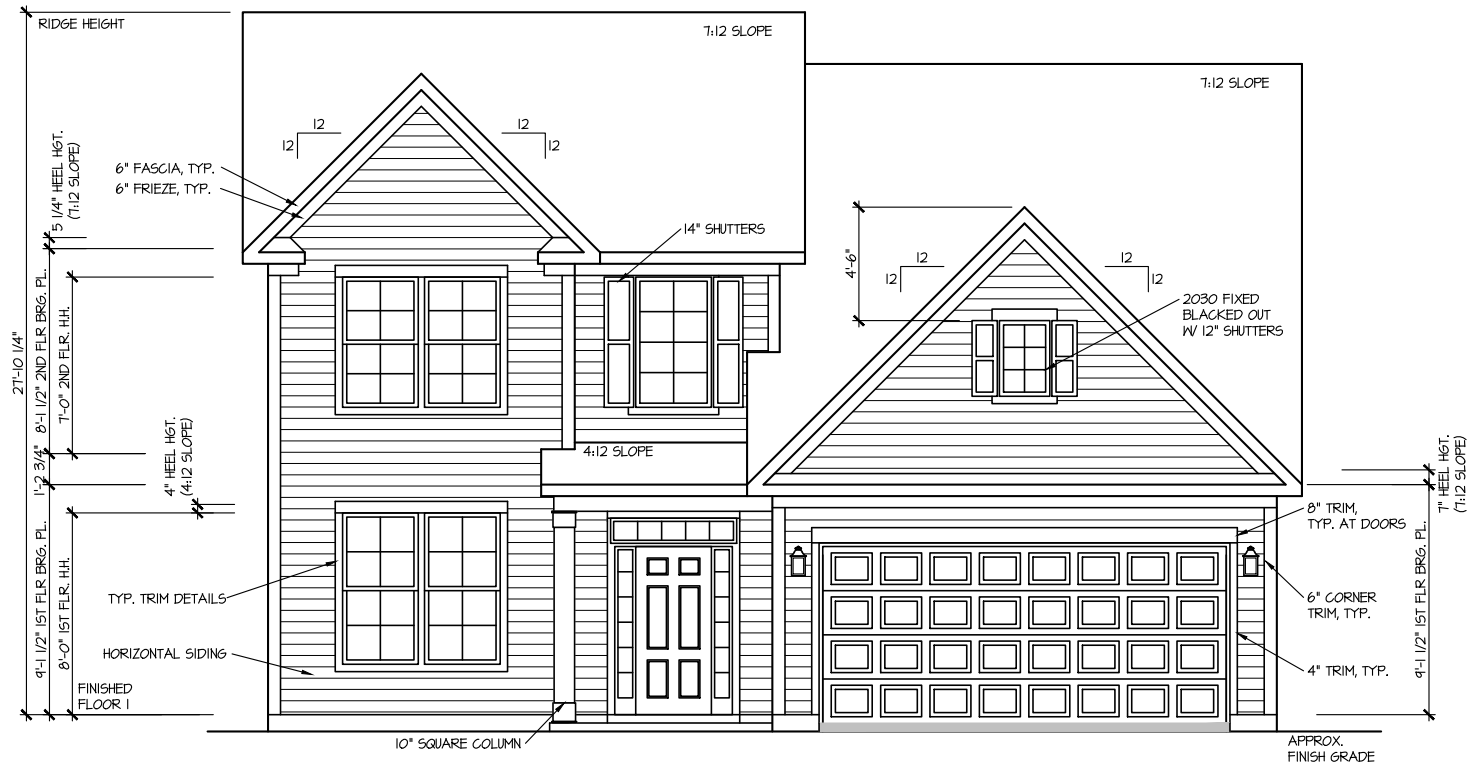 RIDGE HEIGHT
7:12 SLOPE
7:12 SLOPE
12
12
12
12
5 1/4" HEEL HGT.
(7:12 SLOPE)
6" FASCIA, TYP.
6" FRIEZE, TYP.
14" SHUTTERS
4'-6"
12
12
12
12
2030 FIXED
BLACKED OUT
W/ 12" SHUTTERS
27'-10 1/4"
8'-1 1/2" 2ND FLR BRG. PL.
7'-0" 2ND FLR. H.H.
1'-2 3/4"
4" HEEL HGT.
(4:12 SLOPE)
4:12 SLOPE
7" HEEL HGT.
(7:12 SLOPE)
8" TRIM,
TYP. AT DOORS
9'-1 1/2" 1ST FLR BRG. PL.
8'-0" 1ST FLR. H.H.
TYP. TRIM DETAILS
6" CORNER
TRIM, TYP.
9'-1 1/2" 1ST FLR BRG. PL.
HORIZONTAL SIDING
4" TRIM, TYP.
FINISHED
FLOOR 1
10" SQUARE COLUMN
APPROX.
FINISH GRADE